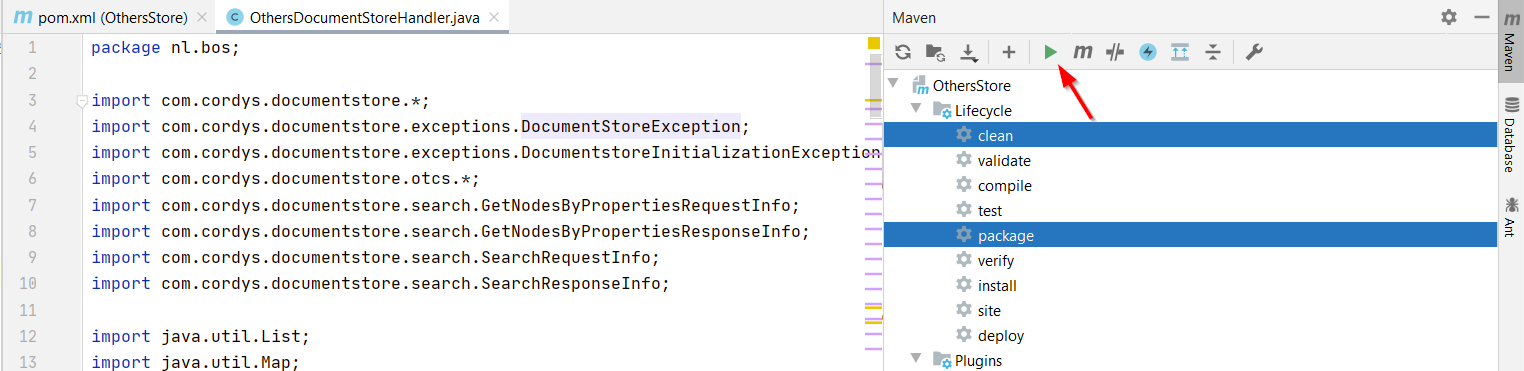 pom.xml (OthersStore)
OthersDocumentStoreHandler.java
1 package nl.bos;
2
3 import com.cordys.documentstore.*;
4 import com.cordys.documentstore.exceptions.DocumentStoreException;
5 import com.cordys.documentstore.exceptions.DocumentstoreInitializationException
6 import com.cordys.documentstore.otcs.*;
7 import com.cordys.documentstore.search.GetNodesByPropertiesRequestInfo;
8 import com.cordys.documentstore.search.GetNodesByPropertiesResponseInfo;
9 import com.cordys.documentstore.search.SearchRequestInfo;
10 import com.cordys.documentstore.search.SearchResponseInfo;
11
12 import java.util.List;
13 import java.util.Map;
Maven
OthersStore
Lifecycle
clean
validate
compile
test
package
verify
install
site
deploy
Plugins
Maven
Database
Ant